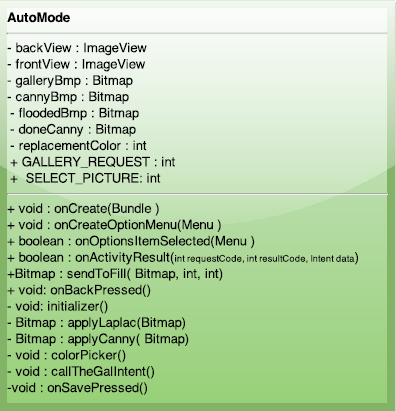 AutoMode
- backView : ImageView
- frontView : ImageView
- galleryBmp : Bitmap
- cannyBmp : Bitmap
- floodedBmp : Bitmap
- doneCanny : Bitmap
- replacementColor : int
+ GALLERY_REQUEST : int
+ SELECT_PICTURE: int
+ void : onCreate(Bundle )
+ void : onCreateOptionMenu(Menu )
+ boolean : onOptionsItemSelected(Menu )
+ boolean : onActivityResult(int requestCode, int resultCode, Intent data)
+Bitmap : sendToFill( Bitmap, int, int)
+ void: onBackPressed()
- void: initializer()
- Bitmap : applyLaplac(Bitmap)
- Bitmap : applyCanny( Bitmap)
- void : colorPicker()
- void : callTheGalIntent()
-void : onSavePressed()